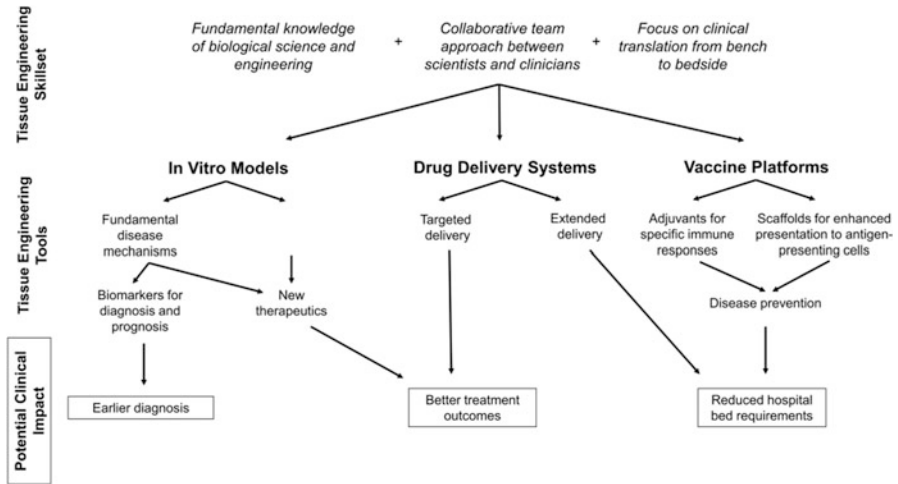 Tissue Engineering
Skillset
Fundamental knowledge
of biological science and
engineering
+
Collaborative team
approach between
scientists and clinicians
+
Focus on clinical
translation from bench
to bedside
Tissue Engineering
Tools
In Vitro Models
Drug Delivery Systems
Vaccine Platforms
Fundamental
disease
mechanisms
Targeted
delivery
Extended
delivery
Adjuvants for
specific immune
responses
Scaffolds for enhanced
presentation to antigen-
presenting cells
Biomarkers for
diagnosis and
prognosis
New
therapeutics
Disease prevention
Potential Clinical
Impact
Earlier diagnosis
Better treatment
outcomes
Reduced hospital
bed requirements